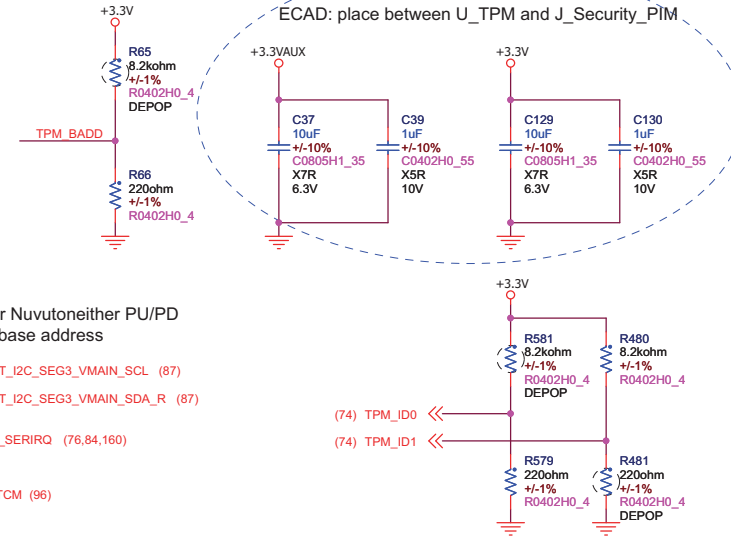 ECAD: place between U_TPM and J_Security_PIM
+3.3V
R65
8.2kohm
+/-1%
R0402H0_4
DEPOP
TPM_BADD
R66
220ohm
+/-1%
R0402H0_4
+3.3VAUX
C37
10uF
+/-10%
C0805H1_35
X7R
6.3V
C39
1uF
+/-10%
C0402H0_55
X5R
10V
+3.3V
C129
10uF
+/-10%
C0805H1_35
X7R
6.3V
C130
1uF
+/-10%
C0402H0_55
X5R
10V
r Nuvutoneither PU/PD
base address
T_I2C_SEG3_VMAIN_SCL (87)
T_I2C_SEG3_VMAIN_SDA_R (87)
_SERIRQ (76,84,160)
TCM (96)
+3.3V
R581
8.2kohm
+/-1%
R0402H0_4
DEPOP
R480
8.2kohm
+/-1%
R0402H0_4
(74) TPM_ID0
(74) TPM_ID1
R579
220ohm
+/-1%
R0402H0_4
R481
220ohm
+/-1%
R0402H0_4
DEPOP